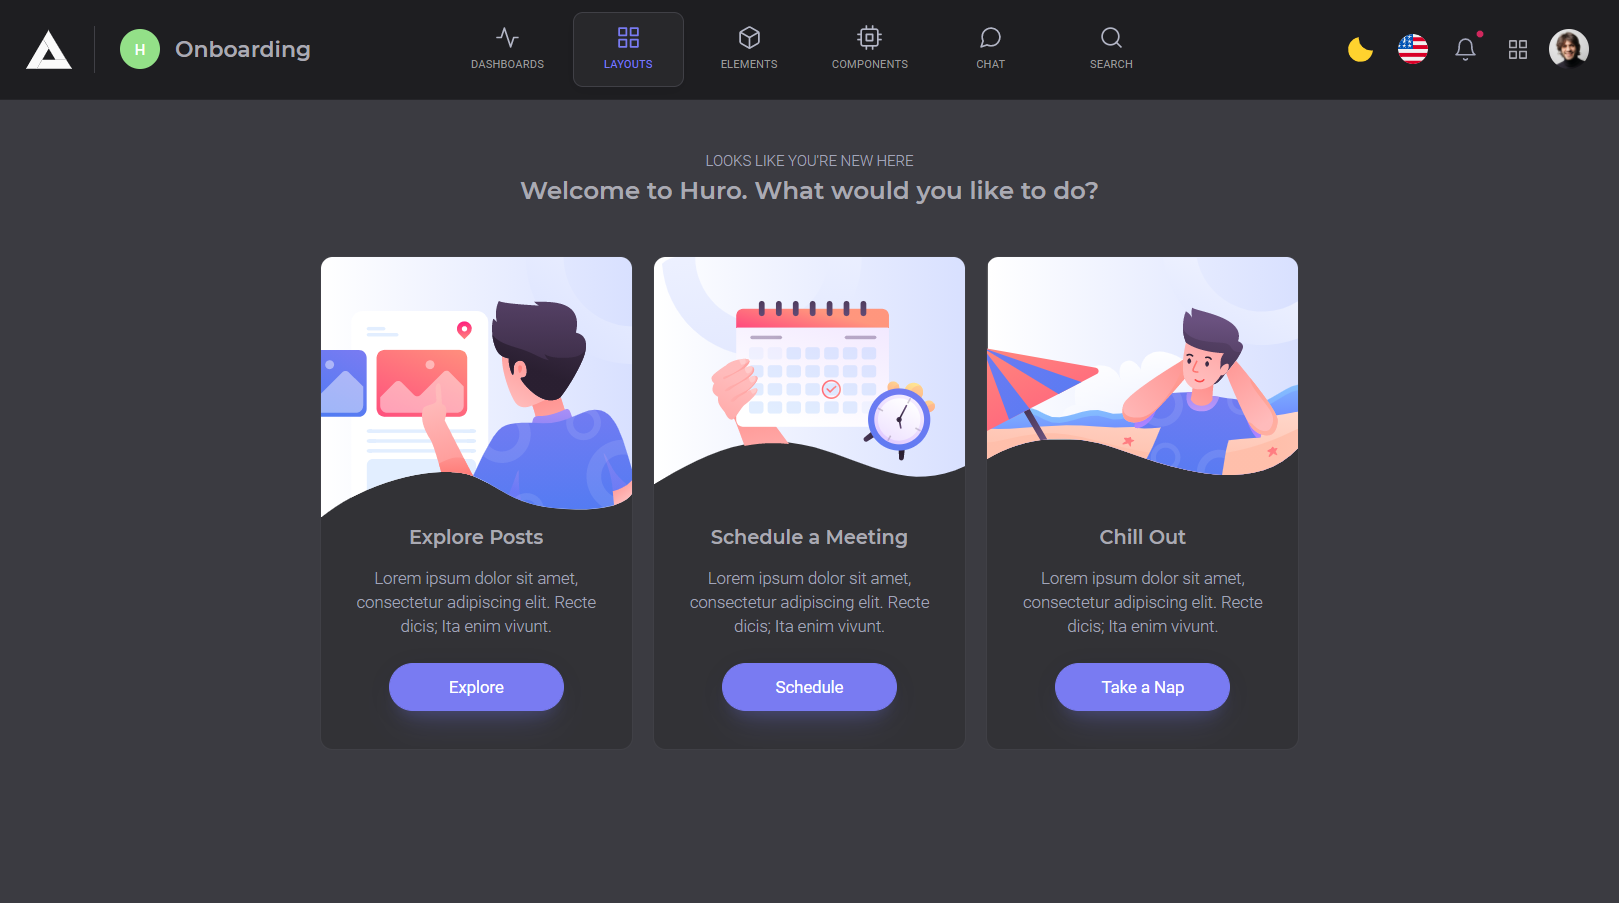 H
Onboarding
DASHBOARDS
LAYOUTS
ELEMENTS
COMPONENTS
CHAT
SEARCH
LOOKS LIKE YOU'RE NEW HERE
Welcome to Huro. What would you like to do?
Explore Posts
Lorem ipsum dolor sit amet,
consectetur adipiscing elit. Recte
dicis; Ita enim vivunt.
Explore
Schedule a Meeting
Lorem ipsum dolor sit amet,
consectetur adipiscing elit. Recte
dicis; Ita enim vivunt.
Schedule
Chill Out
Lorem ipsum dolor sit amet,
consectetur adipiscing elit. Recte
dicis; Ita enim vivunt.
Take a Nap